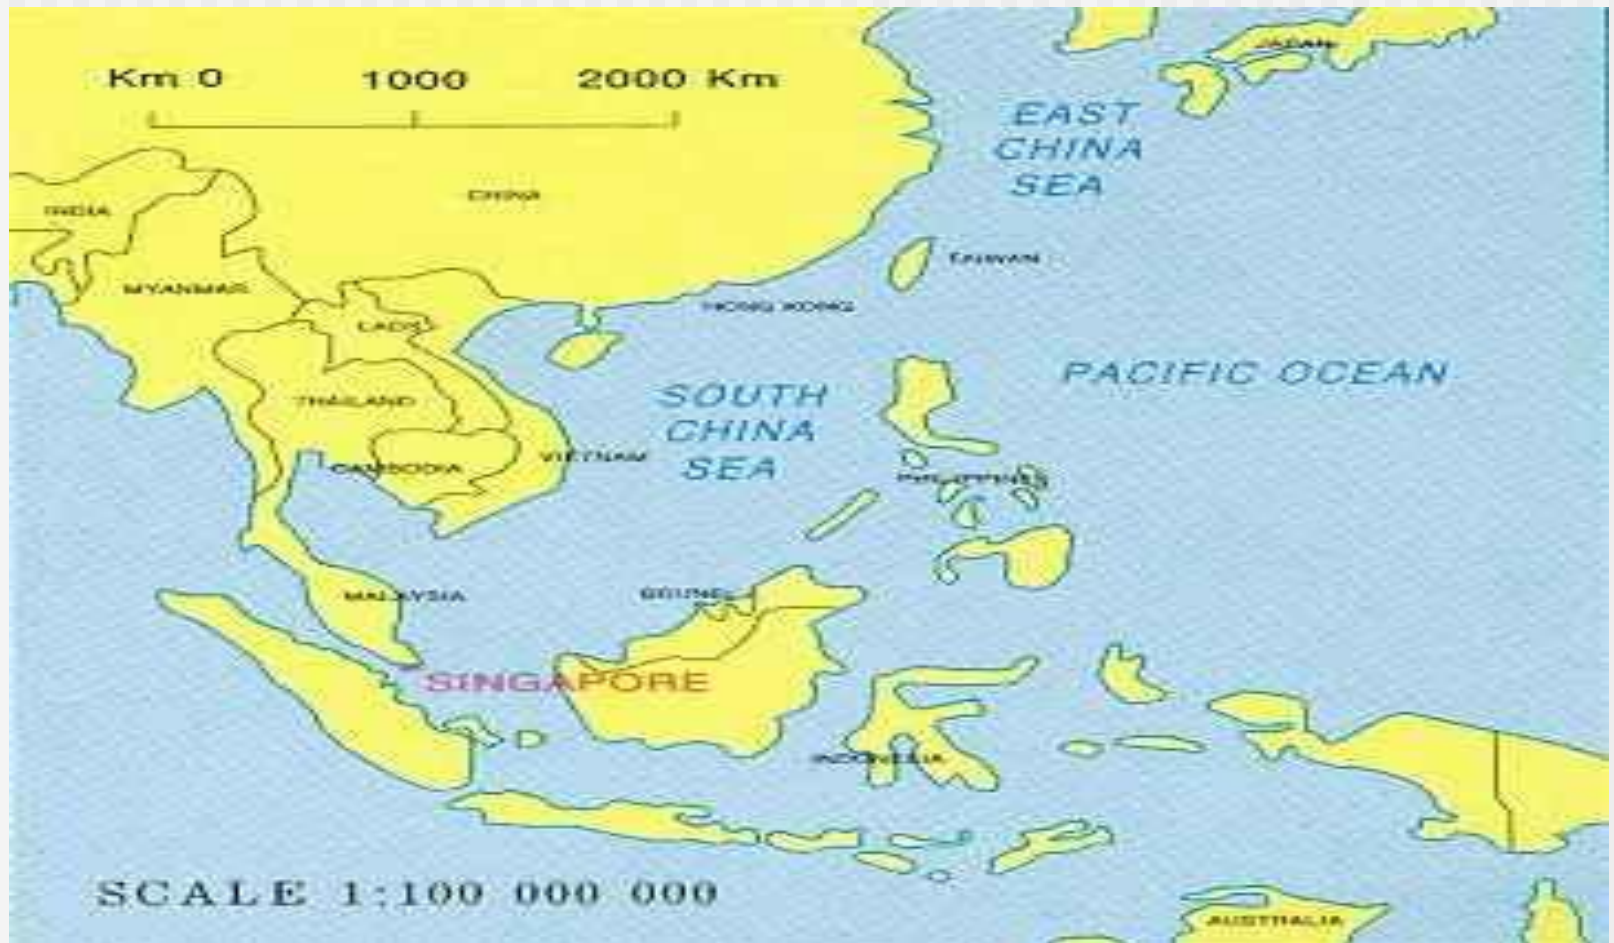 JAPAN
Km 0 1000 2000 Km
EAST
CHINA
SEA
CHINA
INDIA
TAIWAN
MYANMAR
HONG KONG
LAOS
PACIFIC OCEAN
SOUTH
CHINA
SEA
THAILAND
VIETNAM
CAMBODIA
PHILIPPINES
MALAYSIA
BRUNEI
SINGAPORE
INDONESIA
SCALE 1:100 000 000
AUSTRALIA